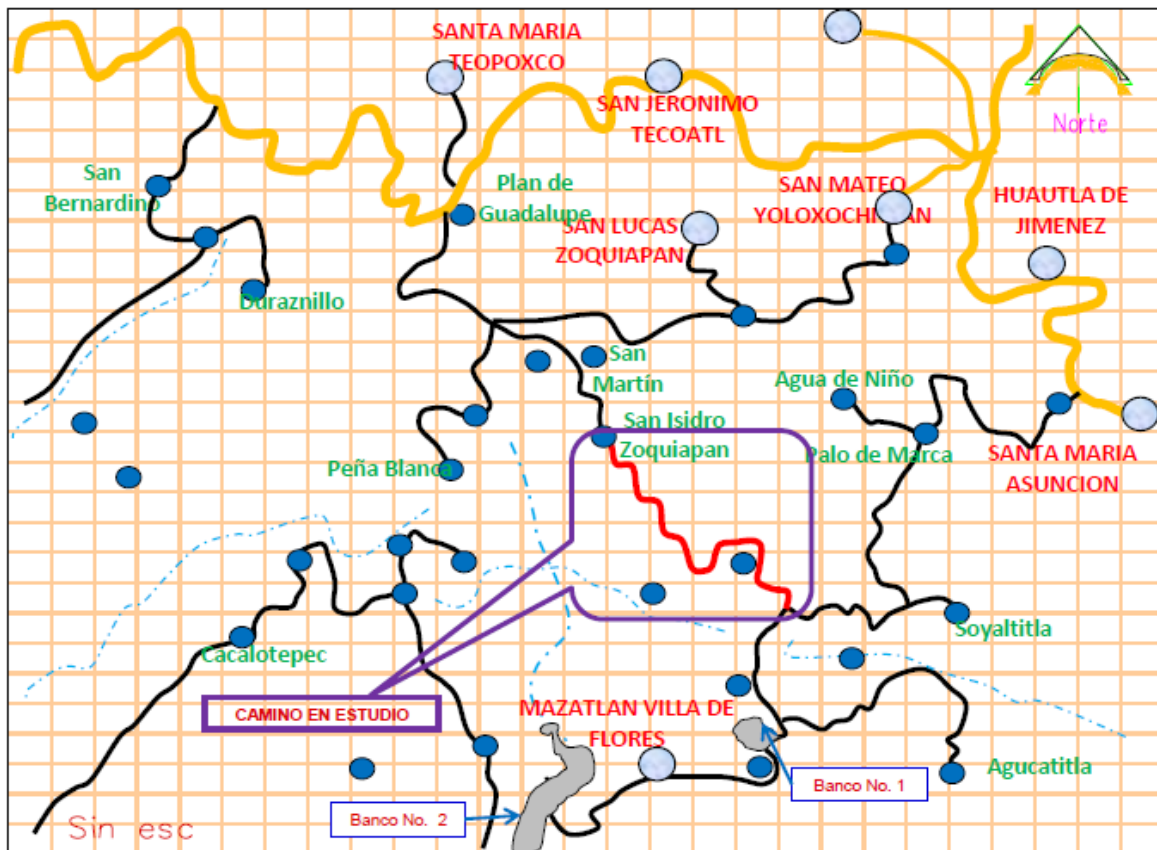 SANTA MARIA
TEOPOXCO
SAN JERONIMO
TECOATL
Norte
San
Bernardino
Plan de
Guadalupe
SAN MATEO
YOLOXOCHITLAN
SAN LUCAS
ZOQUIAPAN
HUAUTLA DE
JIMENEZ
Duraznillo
San
Martín
Agua de Niño
San Isidro
Zoquiapan
Peña Blanca
Palo de Marca
SANTA MARIA
ASUNCION
Soyaltitla
Cacalotepec
CAMINO EN ESTUDIO
MAZATLAN VILLA DE
FLORES
Agucatitla
Banco No. 1
Banco No. 2
Sin esc